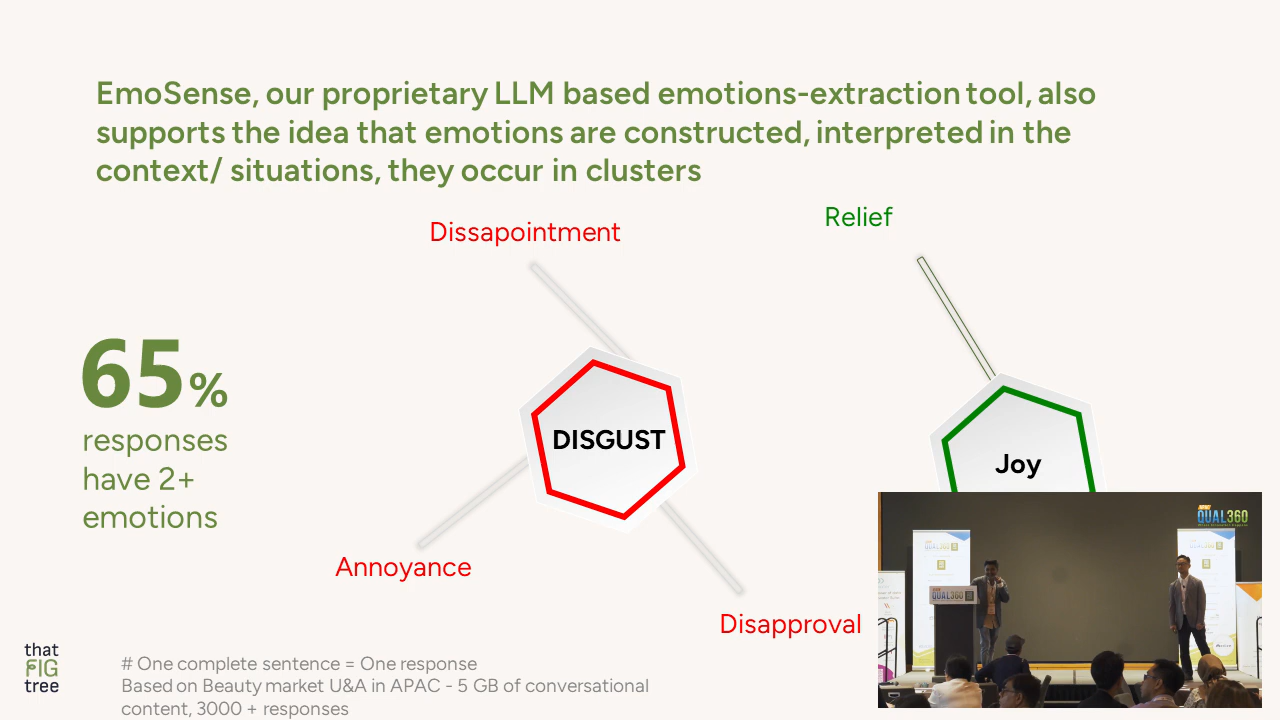 EmoSense, our proprietary LLM based emotions-extraction tool, also
supports the idea that emotions are constructed, interpreted in the
context/ situations, they occur in clusters
Relief
Dissapointment
65%
responses
have 2+
emotions
DISGUST
Joy
Annoyance
Disapproval
QUAL360
QUAL360
that
FIG
tree
# One complete sentence = One response
Based on Beauty market U&A in APAC - 5 GB of conversational
content, 3000 + responses